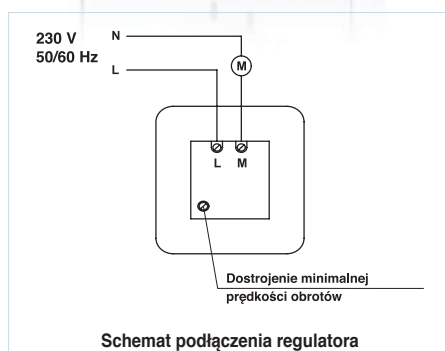 230 V
50/60 Hz
N
L
M
L M
Dostrojenie minimalnej
prędkości obrotów
Schemat podłączenia regulatora